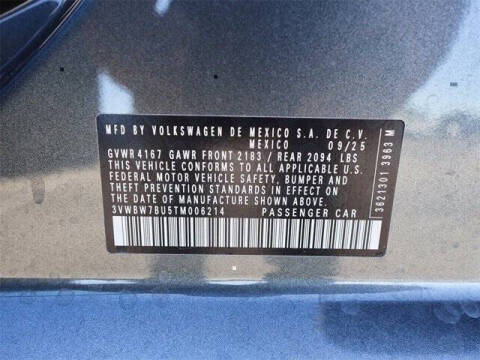 MFD BY VOLKSWAGEN DE MEXICO S.A. DE C.V.
MEXICO 09/25
GVWR 4167 GAWR FRONT 2183 / REAR 2094 LBS
THIS VEHICLE CONFORMS TO ALL APPLICABLE U.S.
FEDERAL MOTOR VEHICLE SAFETY, BUMPER AND
THEFT PREVENTION STANDARDS IN EFFECT ON
THE DATE OF MANUFACTURE SHOWN ABOVE.
3VWBW7BU5TM006214 PASSENGER CAR
3621301 3963 M